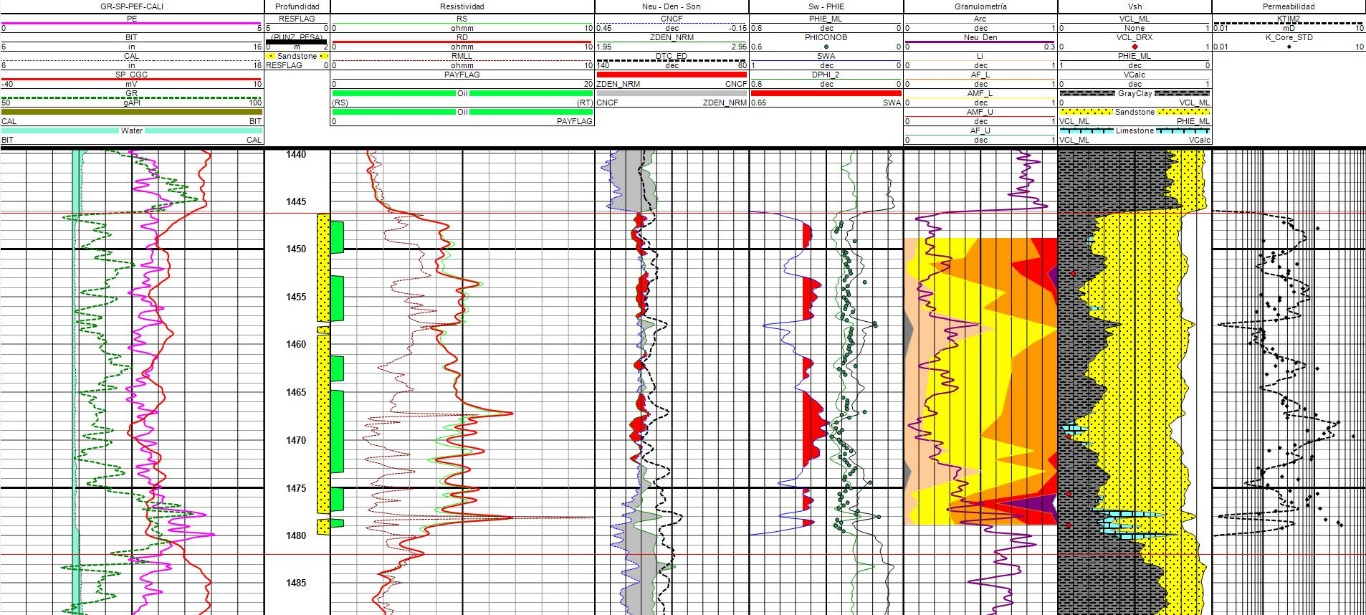 GR-SP-PEF-CALI
PE
0 5
BIT
6 in 16
CAL
6 in 16
SP_CGC
-40 mV 10
GR
50 gAPI 100
CAL BIT
Water
BIT CAL
Profundidad
RESFLAG
5 0
(PUNZ_PESA)
0 m 2
Sandstone
RESFLAG 0
Resistividad
RS
0 ohmm 10
RD
0 ohmm 10
RMLL
0 ohmm 20
PAYFLAG
10 0
Oil
(RS) (RT)
Oil
0 PAYFLAG
Neu - Den - Son
CNCF
0.45 dec -0.15
ZDEN_NRM
1.95 2.95
DTC_ED
140 dec 60
ZDEN_NRM CNCF
CNCF ZDEN_NRM
Sw - PHIE
PHIE_ML
0.6 dec 0
PHICONOB
0.6 0
SWA
1 dec 0
DPHI_2
0.6 dec 0
0.65 SWA
Granulometría
Arc
0 dec 1
Neu_Den
0 0.3
Li
0 dec 1
AF_L
0 dec 1
AMF_L
0 dec 1
AMF_U
0 dec 1
AF_U
0 dec 1
Vsh
VCL_ML
0 None 1
VCL_DRX
0 1
PHIE_ML
1 dec 0
VCalc
0 dec 1
GrayClay
0 VCL_ML
Sandstone
VCL_ML PHIE_ML
Limestone
VCL_ML VCalc
Permeabilidad
KTIM2
0.01 mD 10
K_Core_STD
0.01 10
1440
1445
1450
1455
1460
1465
1470
1475
1480
1485